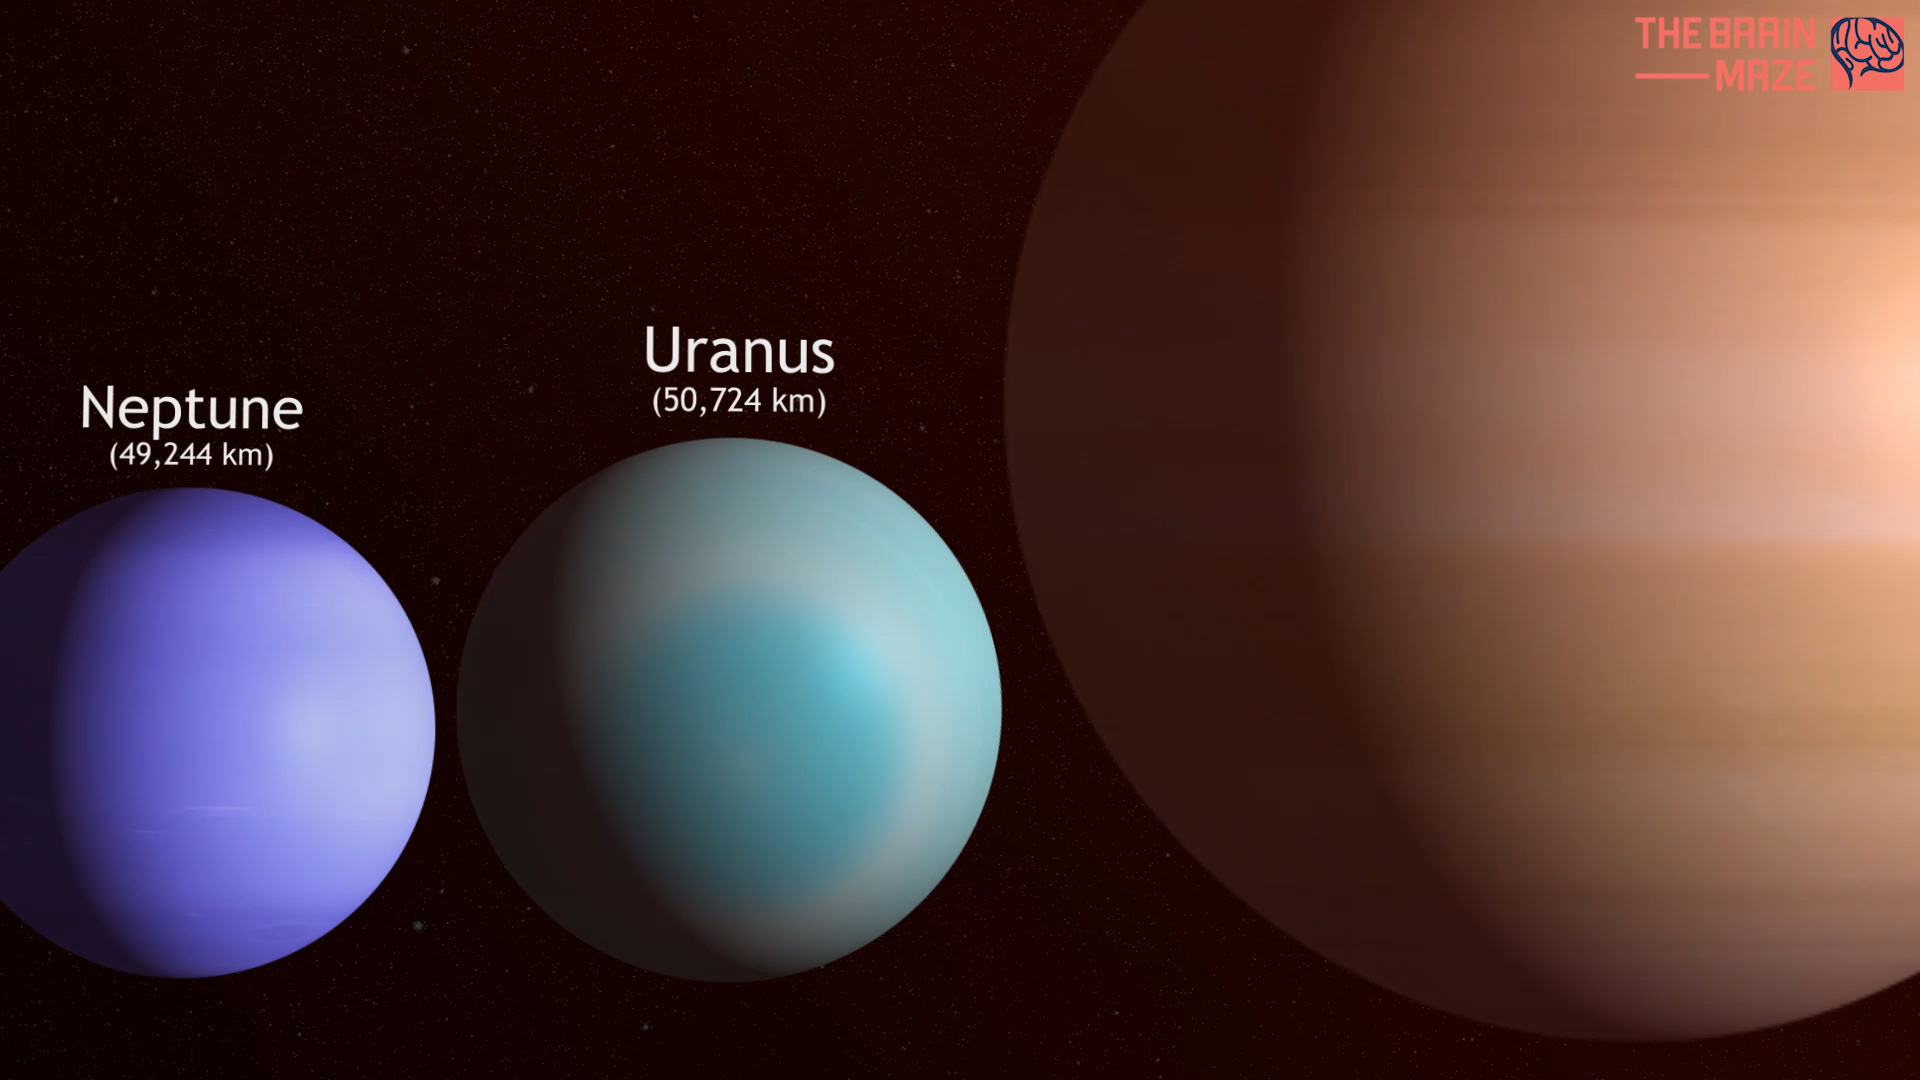 THE BRAIN
MAZE
Uranus
(50,724 km)
Neptune
(49,244 km)